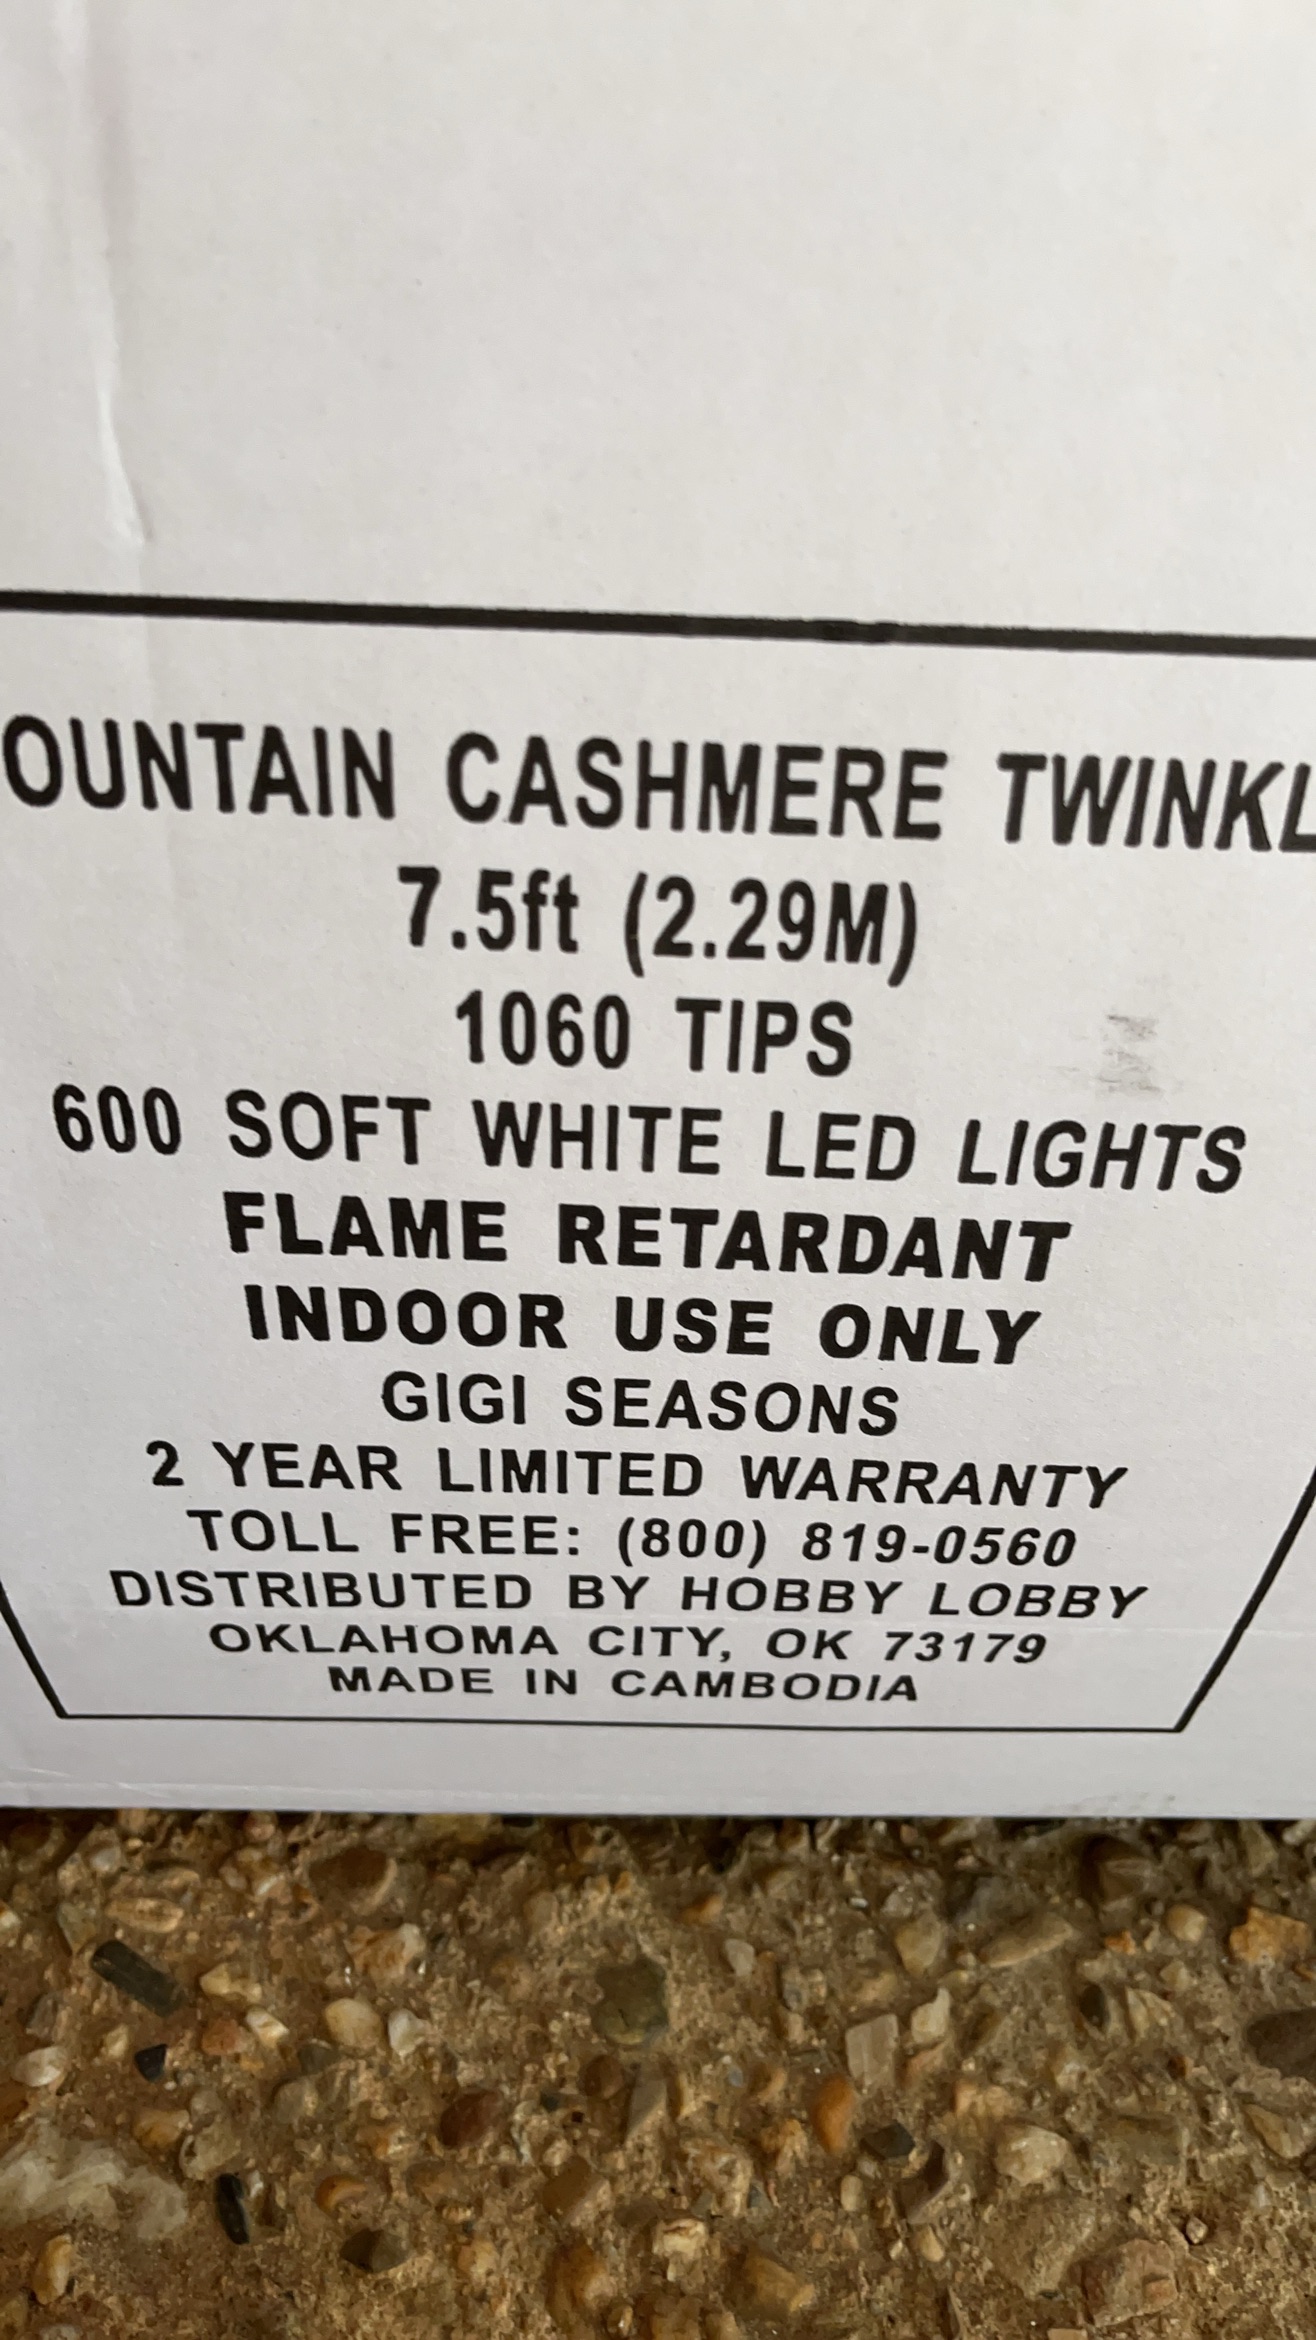 OUNTAIN CASHMERE TWINKL
7.5ft (2.29M)
1060 TIPS
600 SOFT WHITE LED LIGHTS
FLAME RETARDANT
INDOOR USE ONLY
GIGI SEASONS
2 YEAR LIMITED WARRANTY
TOLL FREE: (800) 819-0560
DISTRIBUTED BY HOBBY LOBBY
OKLAHOMA CITY, OK 73179
MADE IN CAMBODIA